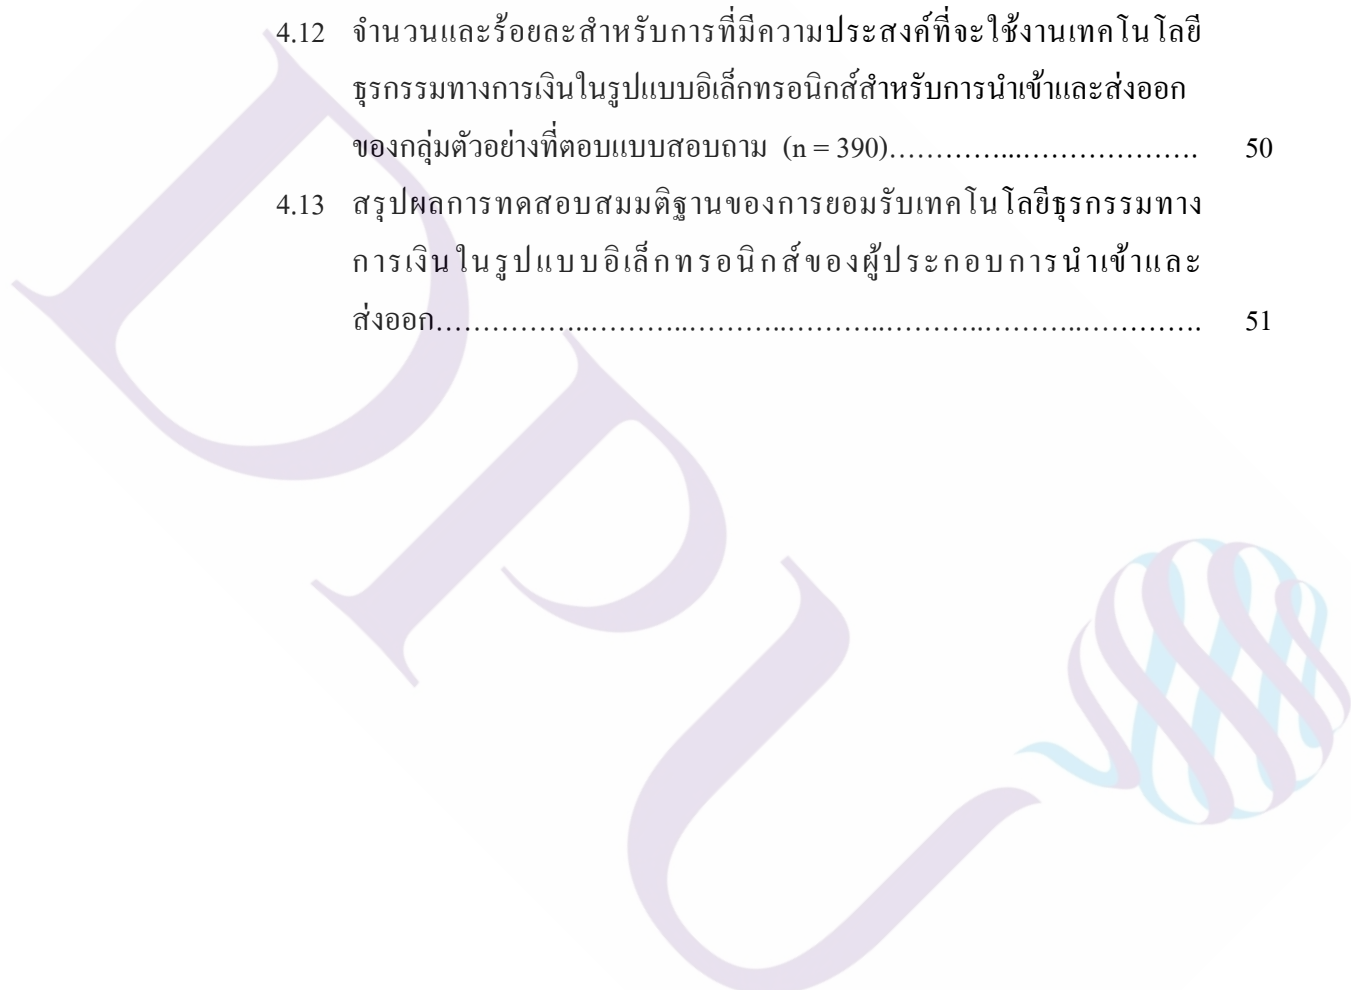 4.12 จำนวนและร้อยละสำหรับการที่มีความประสงค์ที่จะใช้งานเทคโนโลยี
ธุรกรรมทางการเงินในรูปแบบอิเล็กทรอนิกส์สำหรับการนำเข้าและส่งออก
ของกลุ่มตัวอย่างที่ตอบแบบสอบถาม (n = 390)…………...………………. 50
4.13 สรุปผลการทดสอบสมมติฐานของการยอมรับเทคโนโลยีธุรกรรมทาง
การเงินในรูปแบบอิเล็กทรอนิกส์ของผู้ประกอบการนำเข้าและ
ส่งออก……………..………..………..………..………..………...…………. 51
DPU